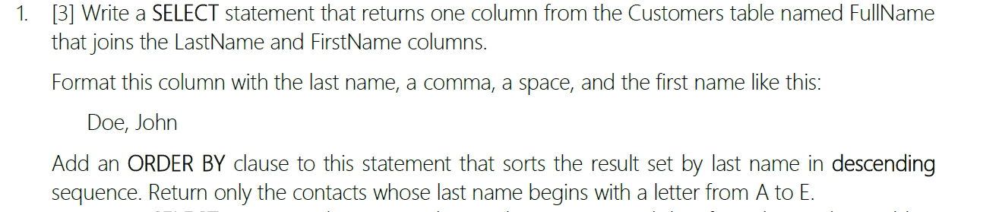 1. [3] Write a SELECT statement that returns one column from the Customers table named FullName
that joins the LastName and FirstName columns.
Format this column with the last name, a comma, a space, and the first name like this:
Doe, John
Add an ORDER BY clause to this statement that sorts the result set by last name in descending
sequence. Return only the contacts whose last name begins with a letter from A to E.